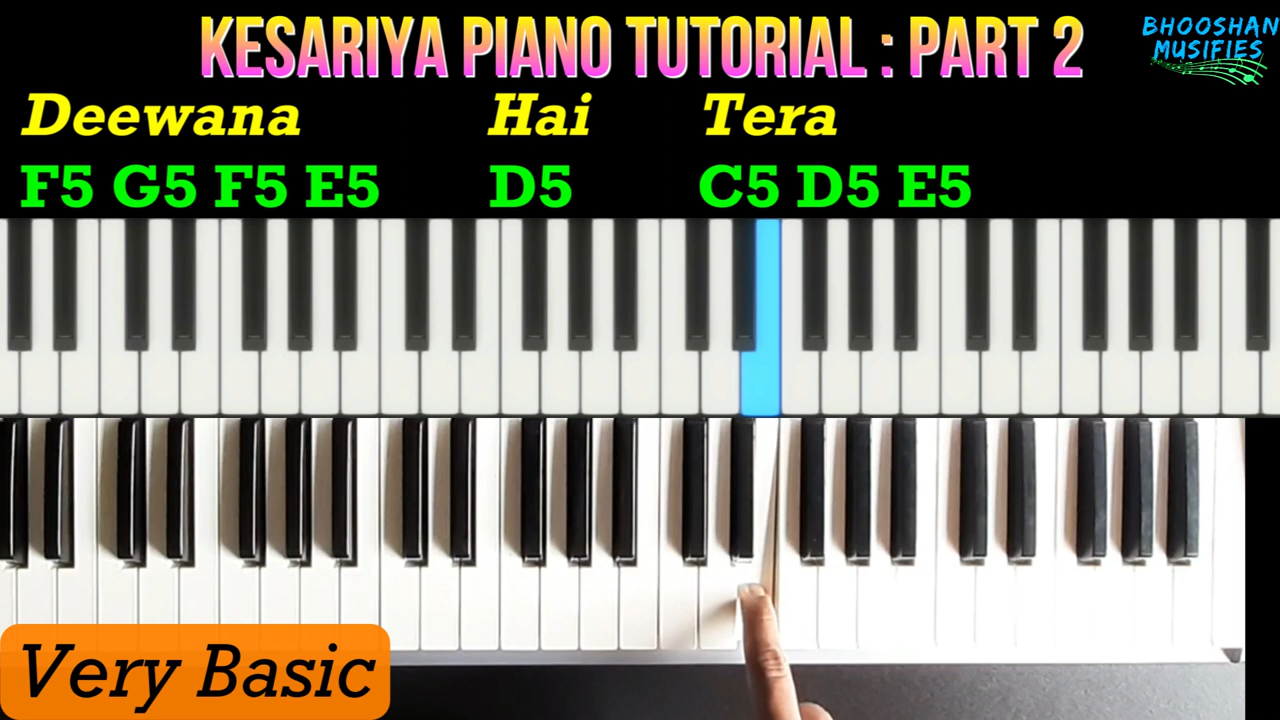 KESARIYA PIANO TUTORIAL : PART 2
BHOOSHAN
MUSIFIES
Deewana Hai Tera
F5 G5 F5 E5 D5 C5 D5 E5
Very Basic